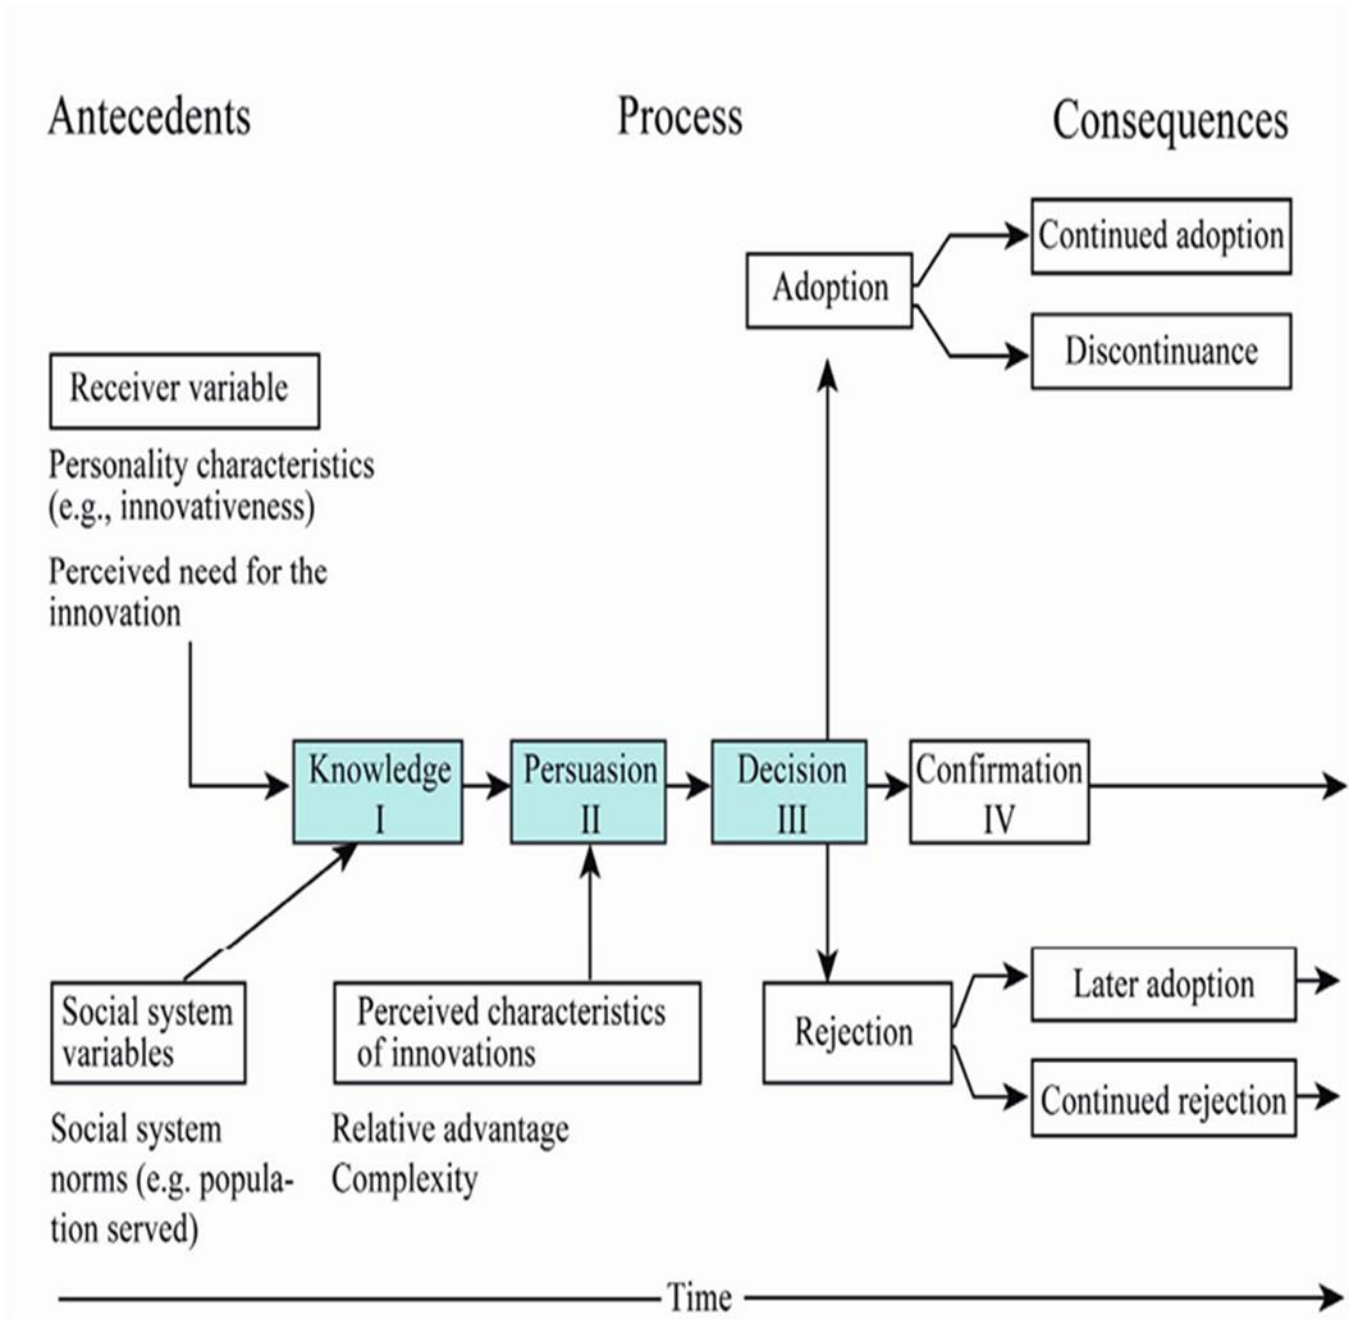 Antecedents
Process
Consequences
Continued adoption
Adoption
Discontinuance
Receiver variable
Personality characteristics
(e.g., innovativeness)
Perceived need for the
innovation
Knowledge
I
Persuasion
II
Decision
III
Confirmation
IV
Social system
variables
Perceived characteristics
of innovations
Rejection
Later adoption
Continued rejection
Social system
norms (e.g. popula-
tion served)
Relative advantage
Complexity
Time